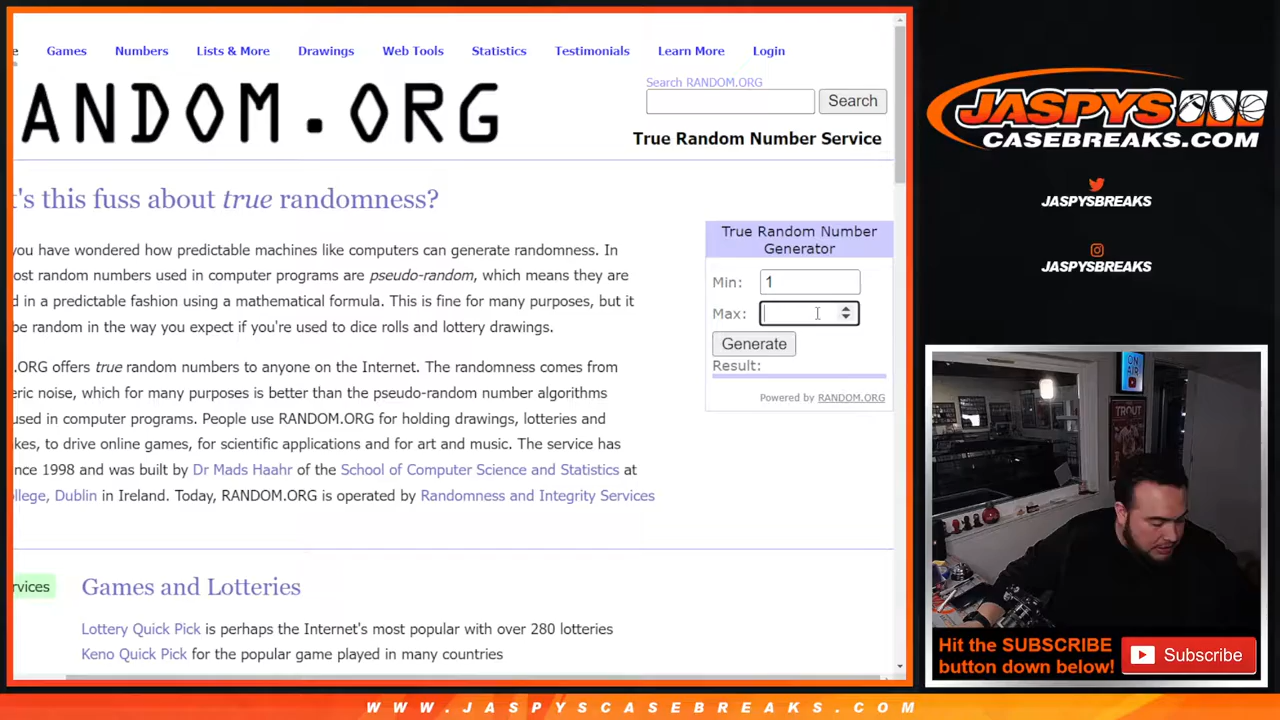 e Games Numbers Lists & More Drawings Web Tools Statistics Testimonials Learn More Login
ANDOM.ORG
Search RANDOM.ORG
Search
True Random Number Service
's this fuss about true randomness?
you have wondered how predictable machines like computers can generate randomness. In
ost random numbers used in computer programs are pseudo-random, which means they are
d in a predictable fashion using a mathematical formula. This is fine for many purposes, but it
be random in the way you expect if you're used to dice rolls and lottery drawings.
.ORG offers true random numbers to anyone on the Internet. The randomness comes from
eric noise, which for many purposes is better than the pseudo-random number algorithms
used in computer programs. People use RANDOM.ORG for holding drawings, lotteries and
kes, to drive online games, for scientific applications and for art and music. The service has
nce 1998 and was built by Dr Mads Haahr of the School of Computer Science and Statistics at
llege, Dublin in Ireland. Today, RANDOM.ORG is operated by Randomness and Integrity Services
True Random Number
Generator
Min: 1
Max:
Generate
Result:
Powered by RANDOM.ORG
rvices
Games and Lotteries
Lottery Quick Pick is perhaps the Internet's most popular with over 280 lotteries
Keno Quick Pick for the popular game played in many countries
JASPYS
CASEBREAKS.COM
JASPYSBREAKS
JASPYSBREAKS
ON
AIR
TROUT
Hit the SUBSCRIBE
button down below!
Subscribe
WWW.JASPYSCASEBREAKS.COM